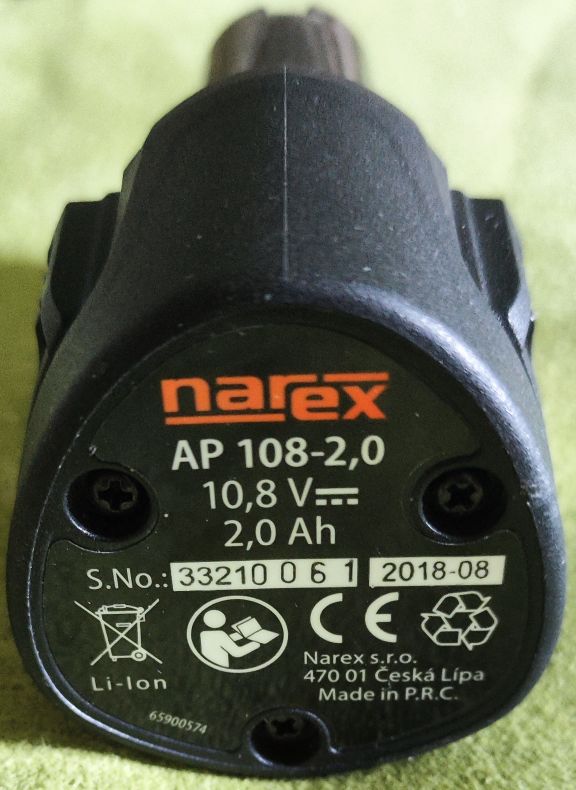 narex
AP 108-2,0
10,8 V
2,0 Ah
S.No.: 33210 0 6 1 2018-08
Li-Ion
CE
Narex s.r.o.
470 01 Česká Lípa
Made in P.R.C.
65900574